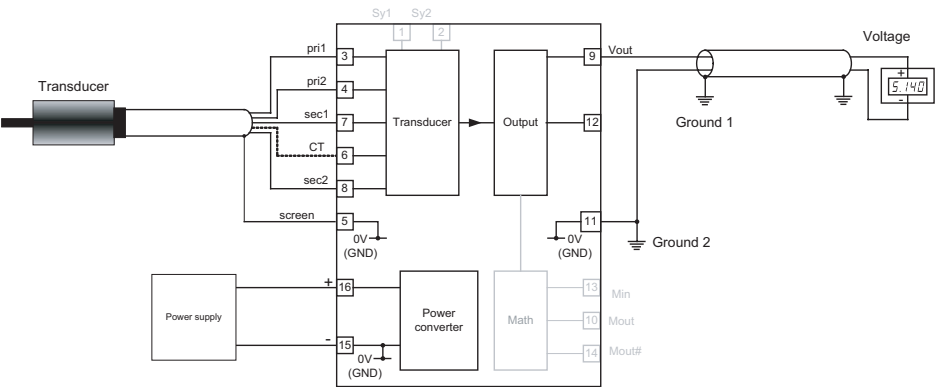 Sy1 Sy2
1 2
Voltage
pri1 3
9 Vout
Transducer
pri2 4
+
5.140
-
sec1 7
Transducer
Output
12
Ground 1
CT 6
sec2 8
screen 5
11
0V
(GND)
0V
(GND)
Ground 2
+ 16
13 Min
Power supply
Power
converter
Math
10 Mout
- 15
14 Mout#
0V
(GND)